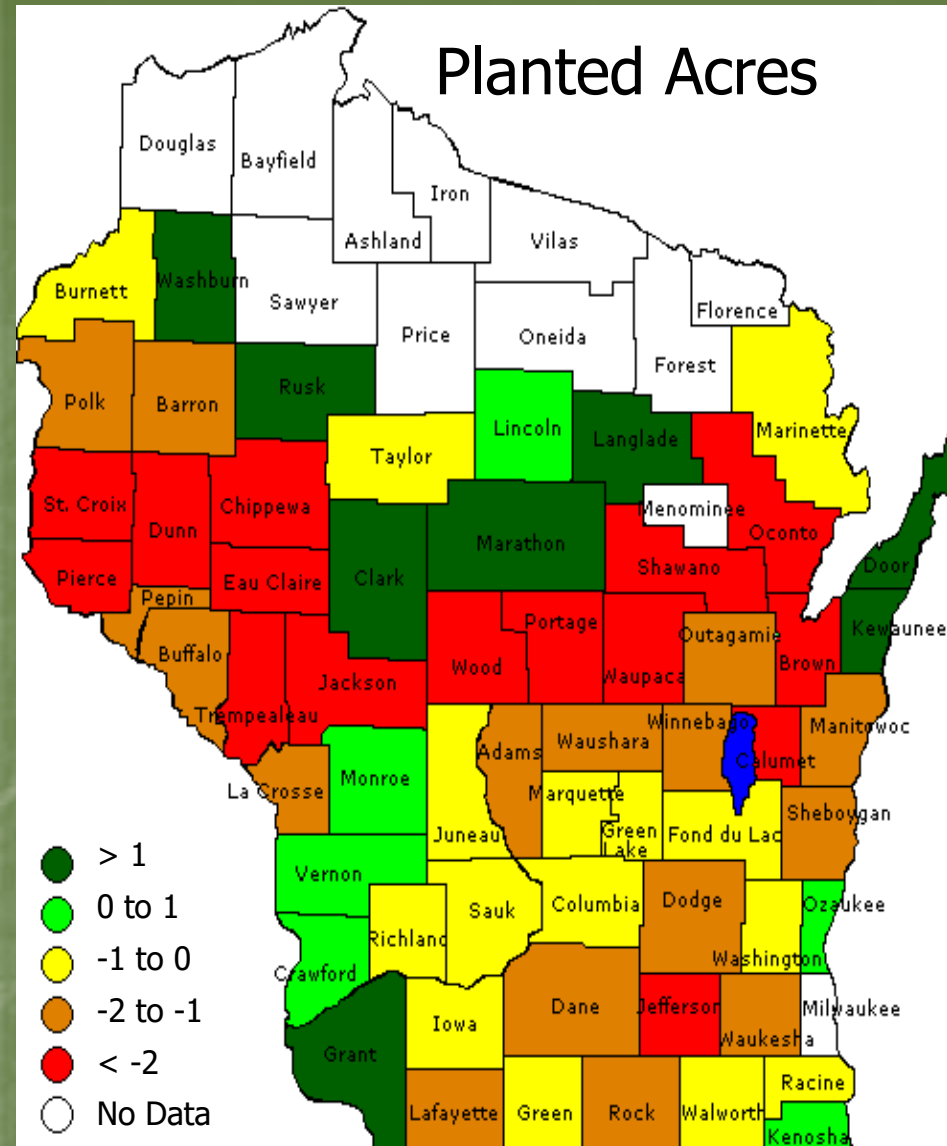 Planted Acres
Douglas
Bayfield
Iron
Ashland
Vilas
Washburn
Burnett
Sawyer
Florence
Price
Oneida
Forest
Rusk
Polk
Barron
Lincoln
Langlade
Marinette
Taylor
St. Croix
Chippewa
Menominee
Dunn
Marathon
Oconto
Pierce
Eau Claire
Clark
Shawano
Door
Pepin
Portage
Kewaunee
Buffalo
Outagamie
Jackson
Wood
Waupaca
Brown
Trempealeau
Winnebago
Manitowoc
Adams
Waushara
Calumet
La Crosse
Monroe
Marquette
Sheboygan
Juneau
Green
Lake
Fond du Lac
> 1
Vernon
0 to 1
Sauk
Columbia
Dodge
Ozaukee
Richland
-1 to 0
Washington
Crawford
-2 to -1
Iowa
Dane
Jefferson
Milwaukee
Waukesha
< -2
Grant
Racine
No Data
Lafayette
Green
Rock
Walworth
Kenosha